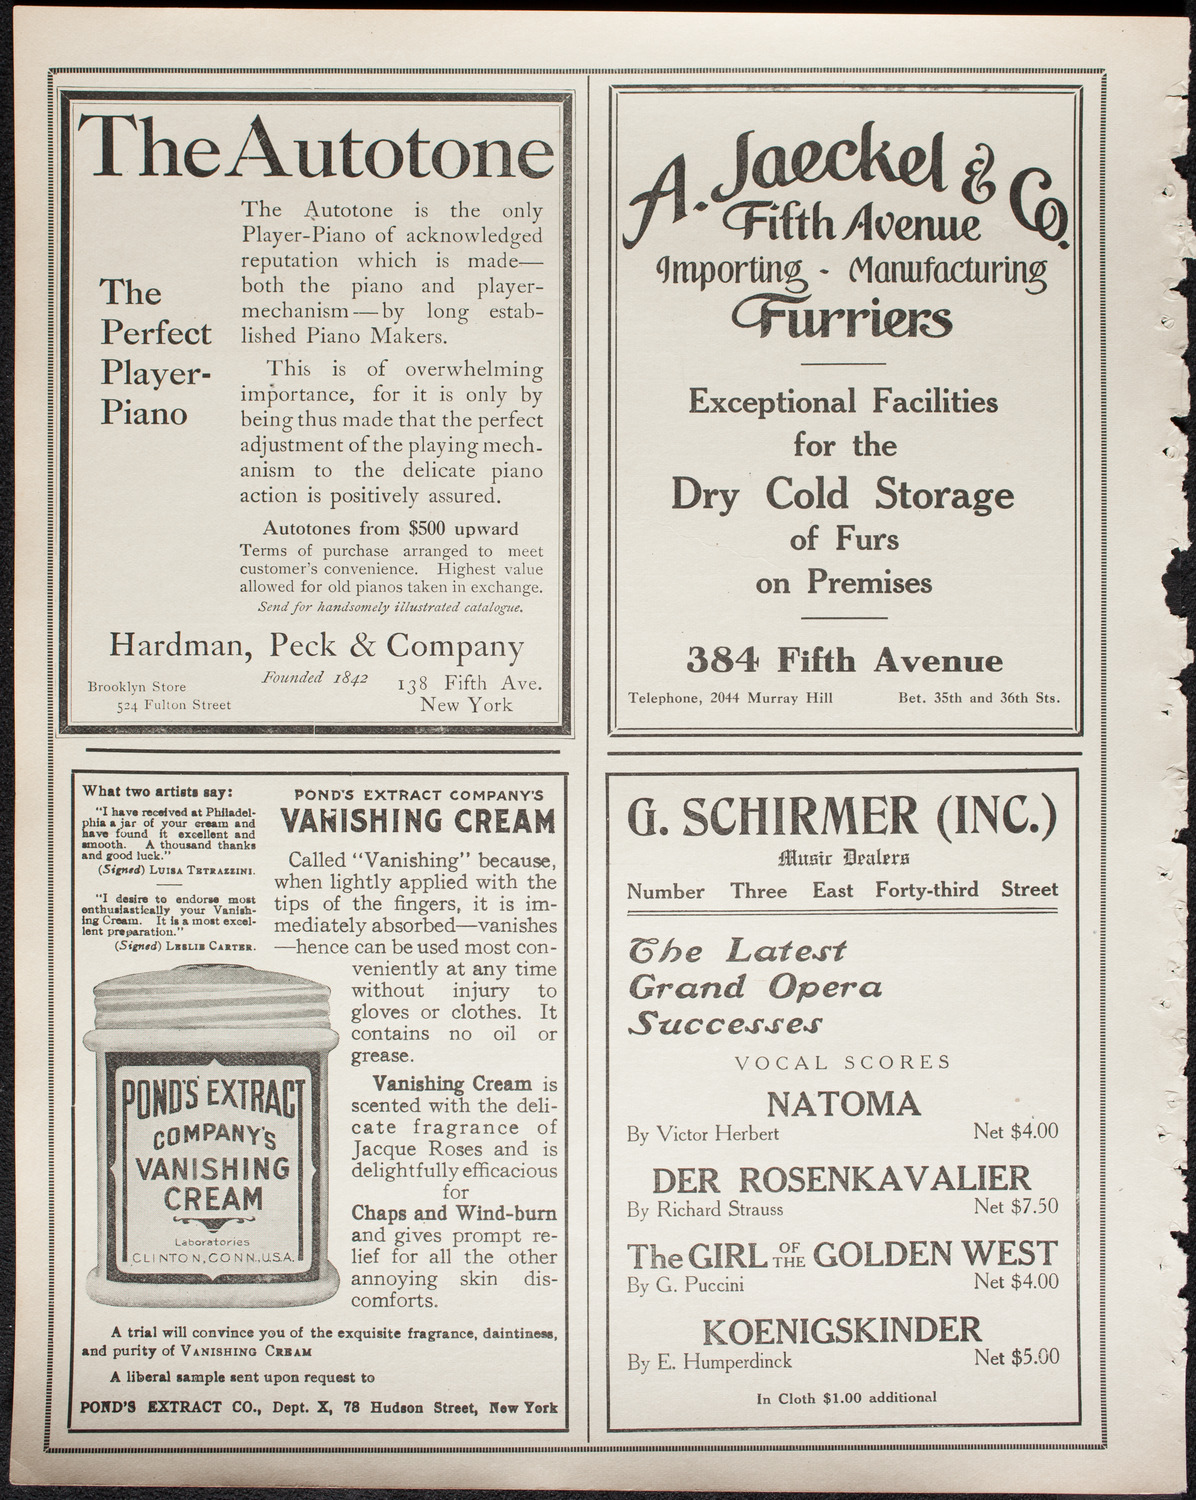 The Autotone
The
Perfect
Player-
Piano
The Autotone is the only
Player-Piano of acknowledged
reputation which is made—
both the piano and player-
mechanism—by long estab-
lished Piano Makers.
This is of overwhelming
importance, for it is only by
being thus made that the perfect
adjustment of the playing mech-
anism to the delicate piano
action is positively assured.
Autotones from $500 upward
Terms of purchase arranged to meet
customer's convenience. Highest value
allowed for old pianos taken in exchange.
Send for handsomely illustrated catalogue.
Hardman, Peck & Company
Founded 1842
Brooklyn Store
524 Fulton Street
138 Fifth Ave.
New York
A. Jaeckel & Co.
Fifth Avenue
Importing - Manufacturing
Furriers
Exceptional Facilities
for the
Dry Cold Storage
of Furs
on Premises
384 Fifth Avenue
Telephone, 2044 Murray Hill Bet. 35th and 36th Sts.
What two artists say:
"I have received at Philadel-
phia a jar of your cream and
have found it excellent and
smooth. A thousand thanks
and good luck."
(Signed) LUISA TETRAZZINI.
"I desire to endorse most
enthusiastically your Vanish-
ing Cream. It is a most excel-
lent preparation."
(Signed) LESLIE CARTER.
POND'S EXTRACT COMPANY'S
VANISHING CREAM
Called "Vanishing" because,
when lightly applied with the
tips of the fingers, it is im-
mediately absorbed—vanishes
—hence can be used most con-
veniently at any time
without injury to
gloves or clothes. It
contains no oil or
grease.
Vanishing Cream is
scented with the deli-
cate fragrance of
Jacque Roses and is
delightfully efficacious
for
Chaps and Wind-burn
and gives prompt re-
lief for all the other
annoying skin dis-
comforts.
POND'S EXTRACT
COMPANY'S
VANISHING
CREAM
Laboratories
CLINTON, CONN., U.S.A.
A trial will convince you of the exquisite fragrance, daintiness,
and purity of VANISHING CREAM
A liberal sample sent upon request to
POND'S EXTRACT CO., Dept. X, 78 Hudson Street, New York
G. SCHIRMER (INC.)
Music Dealers
Number Three East Forty-third Street
The Latest
Grand Opera
Successes
VOCAL SCORES
NATOMA
By Victor Herbert Net $4.00
DER ROSENKAVALIER
By Richard Strauss Net $7.50
The GIRL OF THE GOLDEN WEST
By G. Puccini Net $4.00
KOENIGSKINDER
By E. Humperdinck Net $5.00
In Cloth $1.00 additional